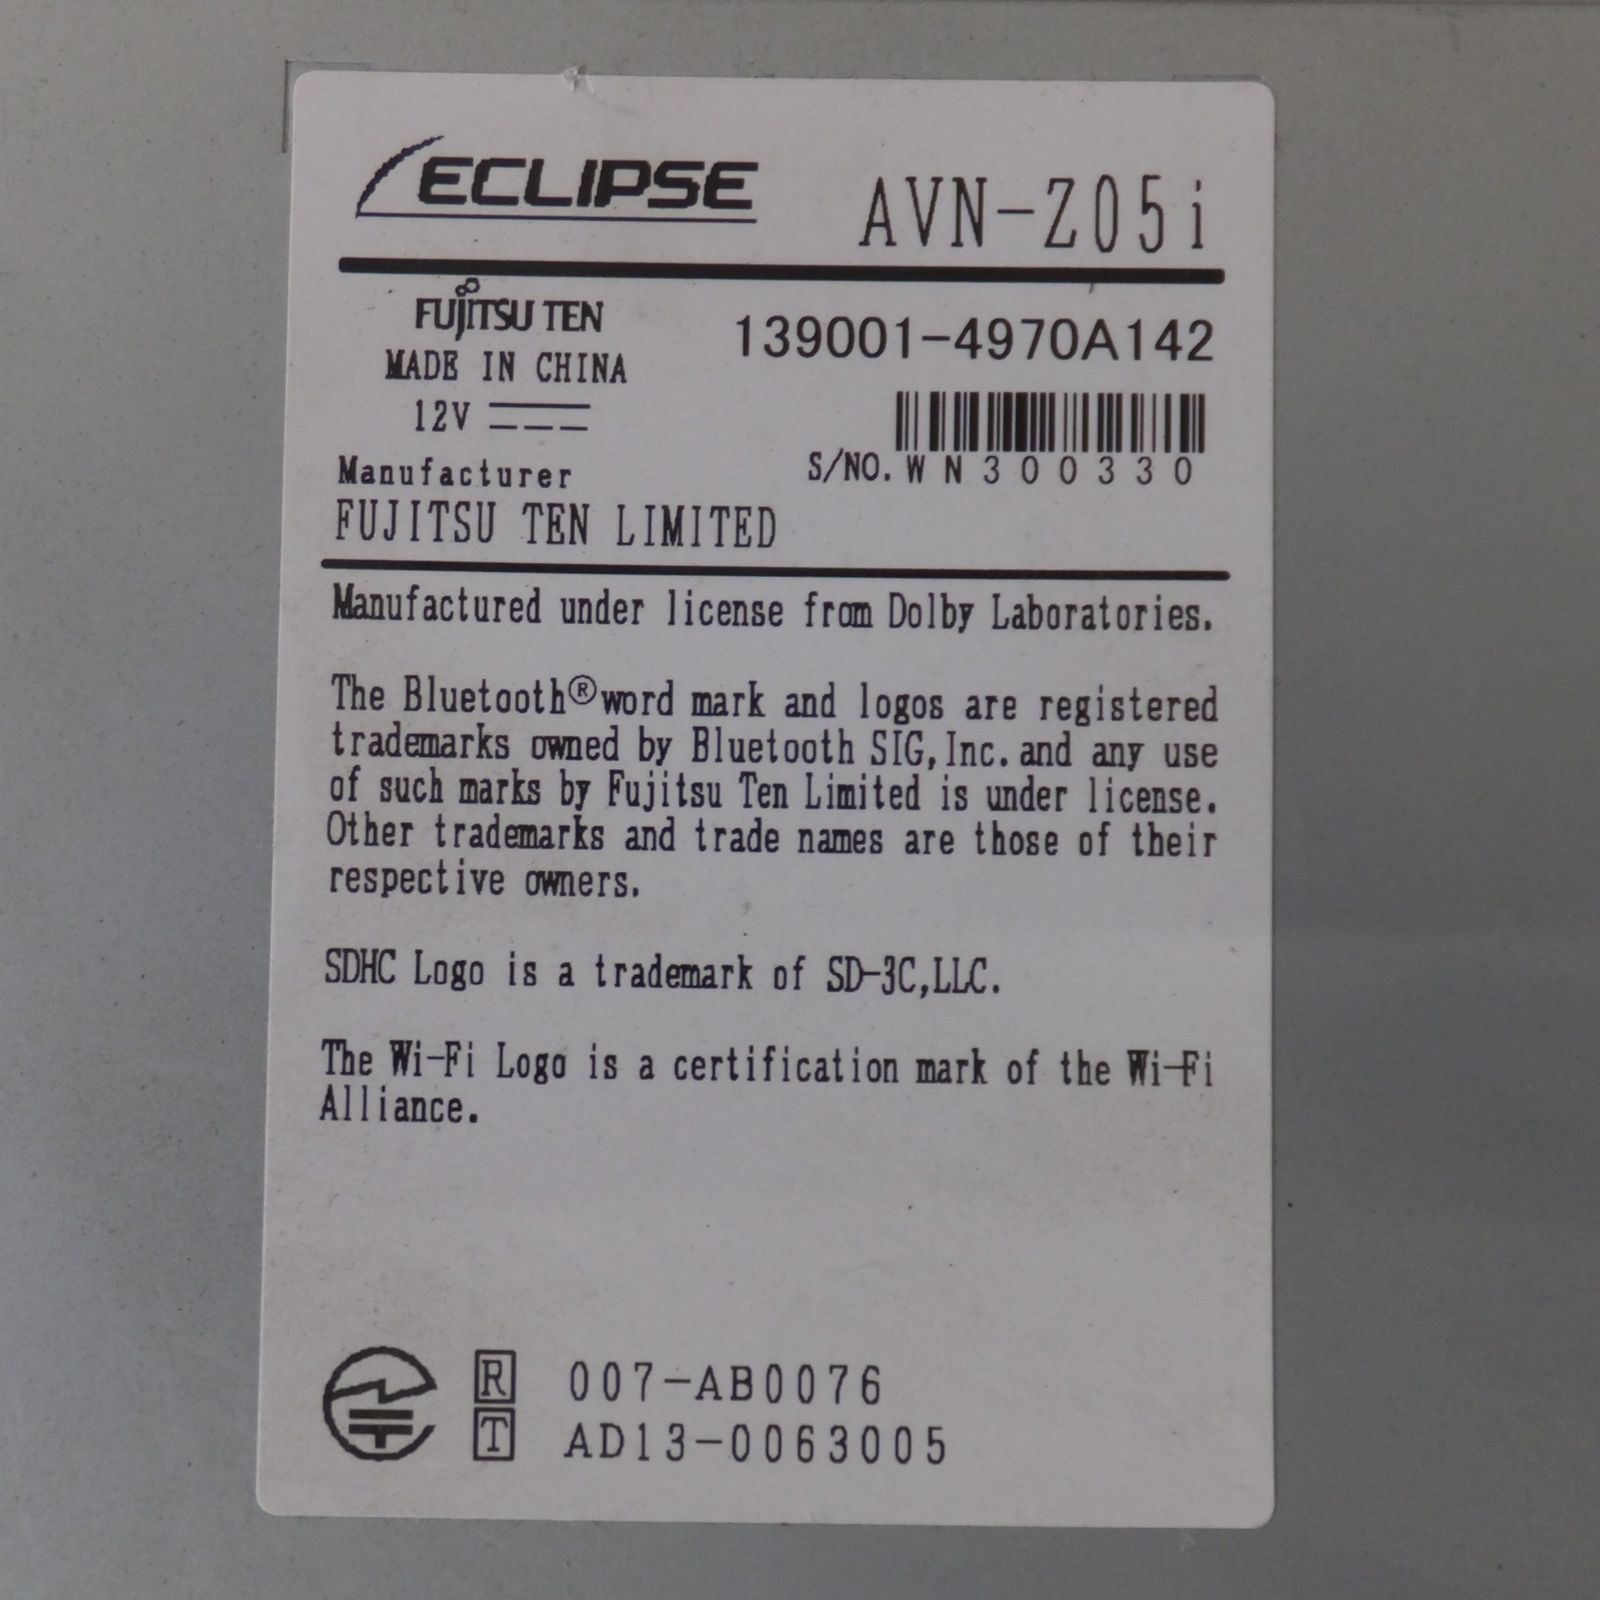 ECLIPSE AVN-Z05i
FUJITSU TEN
139001-4970A142
MADE IN CHINA
12V
S/NO. WN300330
Manufacturer
FUJITSU TEN LIMITED
Manufactured under license from Dolby Laboratories.
The Bluetooth® word mark and logos are registered
trademarks owned by Bluetooth SIG, Inc. and any use
of such marks by Fujitsu Ten Limited is under license.
Other trademarks and trade names are those of their
respective owners.
SDHC Logo is a trademark of SD-3C,LLC.
The Wi-Fi Logo is a certification mark of the Wi-Fi
Alliance.
R 007-AB0076
T AD13-0063005